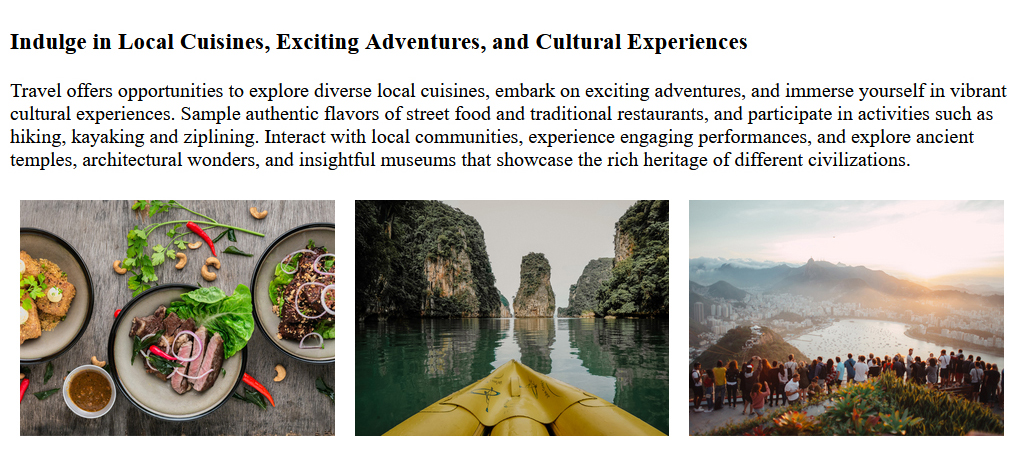 Indulge in Local Cuisines, Exciting Adventures, and Cultural Experiences
Travel offers opportunities to explore diverse local cuisines, embark on exciting adventures, and immerse yourself in vibrant
cultural experiences. Sample authentic flavors of street food and traditional restaurants, and participate in activities such as
hiking, kayaking and ziplining. Interact with local communities, experience engaging performances, and explore ancient
temples, architectural wonders, and insightful museums that showcase the rich heritage of different civilizations.